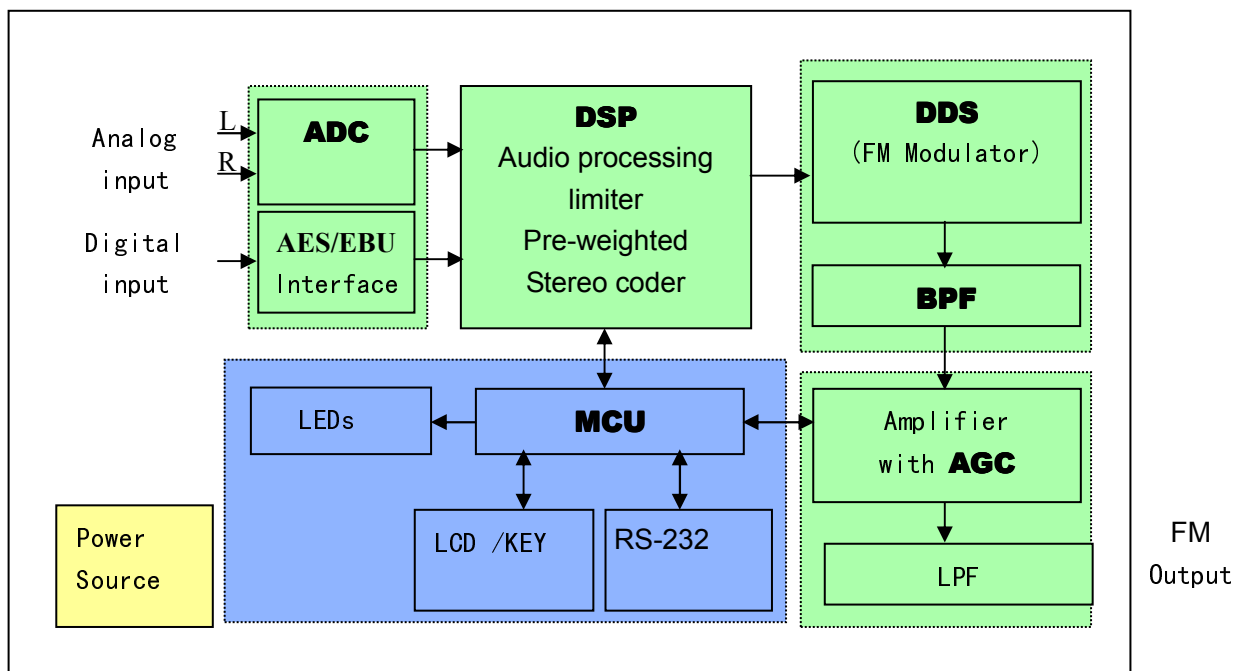 Analog
input
L
R
ADC
Digital
input
AES/EBU
Interface
DSP
Audio processing
limiter
Pre-weighted
Stereo coder
DDS
(FM Modulator)
BPF
LEDs
MCU
Amplifier
with AGC
LCD /KEY
RS-232
LPF
Power
Source
FM
Output